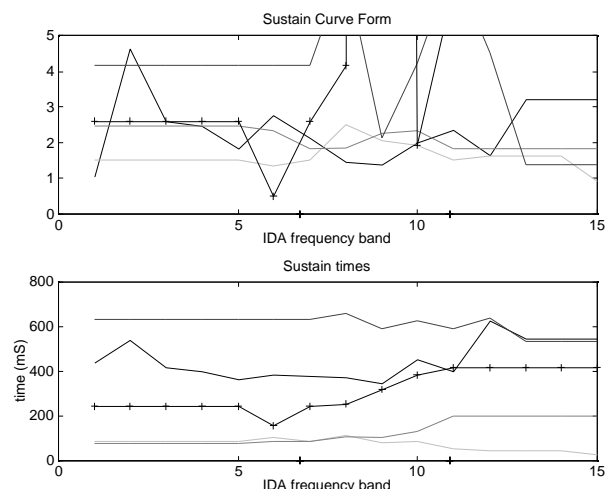 Sustain Curve Form
5
4
3
2
1
0
0 5 10 15
IDA frequency band
Sustain times
800
600
400
200
0
time (mS)
0 5 10 15
IDA frequency band